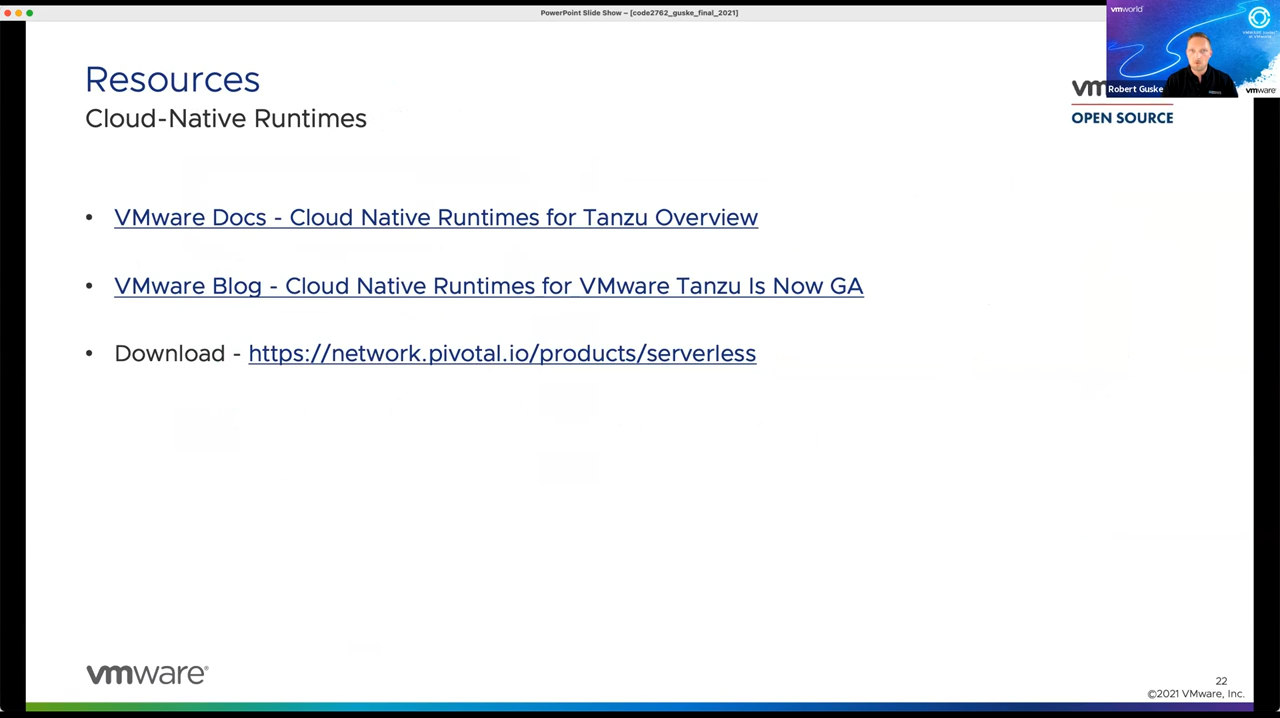 PowerPoint Slide Show – [code2762_guske_final_2021]
vmworld
Robert Guske
vmware
Resources
Cloud-Native Runtimes
vm
OPEN SOURCE
• VMware Docs - Cloud Native Runtimes for Tanzu Overview
• VMware Blog - Cloud Native Runtimes for VMware Tanzu Is Now GA
• Download - https://network.pivotal.io/products/serverless
vmware®
22
©2021 VMware, Inc.